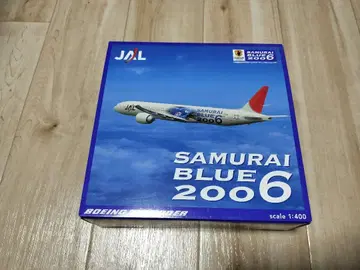 JAL
SAMURAI
BLUE
2006
SAMURAI
BLUE
2006
BOEING
scale 1:400